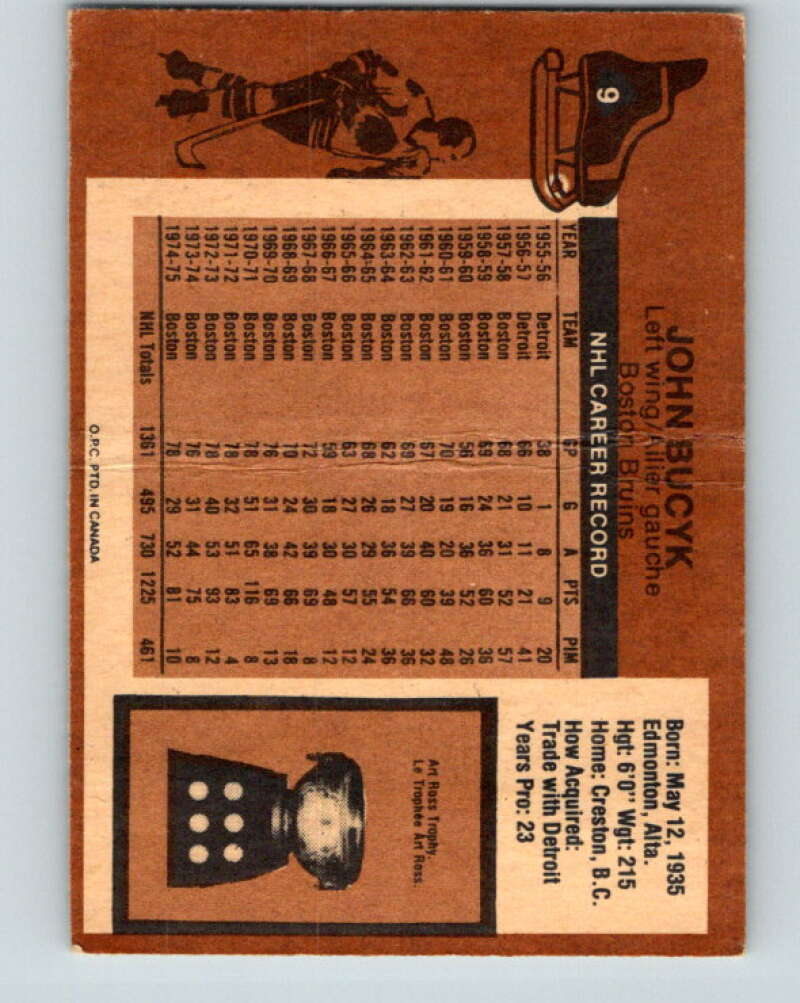 9
JOHN BUCYK
Left wing/Ailier gauche
Boston Bruins
NHL CAREER RECORD
YEAR TEAM GP G A PTS PIM
1955-56 Detroit 38 1 8 9 20
1956-57 Detroit 66 10 11 21 41
1957-58 Boston 68 21 31 52 57
1958-59 Boston 69 24 36 60 36
1959-60 Boston 56 16 36 52 26
1960-61 Boston 70 19 20 39 48
1961-62 Boston 67 20 40 60 32
1962-63 Boston 69 27 39 66 36
1963-64 Boston 62 18 36 54 36
1964-65 Boston 68 26 29 55 24
1965-66 Boston 63 27 30 57 12
1966-67 Boston 59 18 30 48 12
1967-68 Boston 72 30 39 69 8
1968-69 Boston 70 24 42 66 18
1969-70 Boston 76 31 38 69 13
1970-71 Boston 78 51 65 116 8
1971-72 Boston 78 32 51 83 4
1972-73 Boston 78 40 53 93 12
1973-74 Boston 76 31 44 75 8
1974-75 Boston 78 29 52 81 10
NHL Totals 1361 495 730 1225 461
O.P.C. PTD. IN CANADA
Born: May 12, 1935
Edmonton, Alta.
Hgt: 6'0" Wgt: 215
Home: Creston, B.C.
How Acquired:
Trade with Detroit
Years Pro: 23
Art Ross Trophy.
Le Trophée Art Ross.